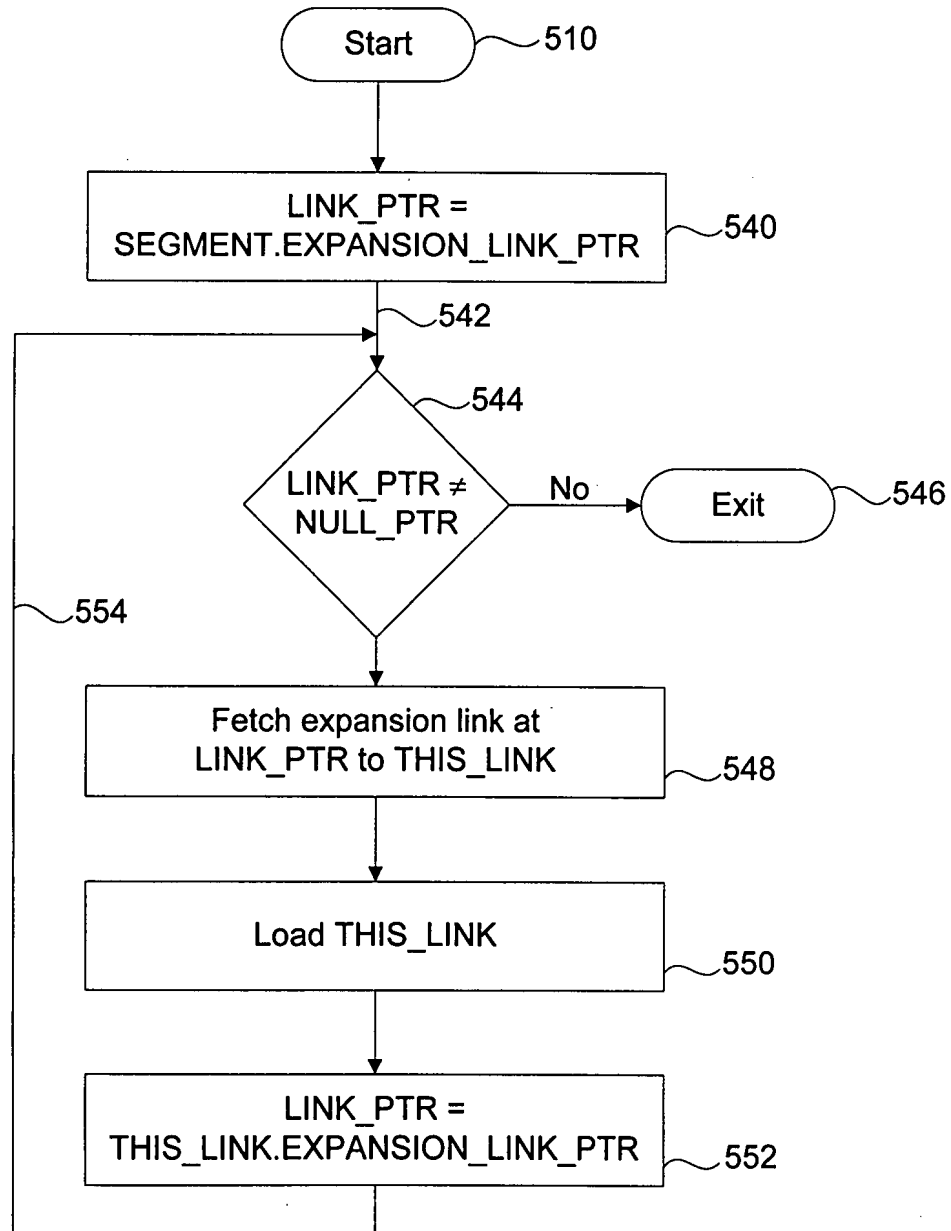 Start
510
LINK_PTR =
SEGMENT.EXPANSION_LINK_PTR
540
542
544
LINK_PTR ≠
NULL_PTR
No
Exit
546
554
Fetch expansion link at
LINK_PTR to THIS_LINK
548
Load THIS_LINK
550
LINK_PTR =
THIS_LINK.EXPANSION_LINK_PTR
552